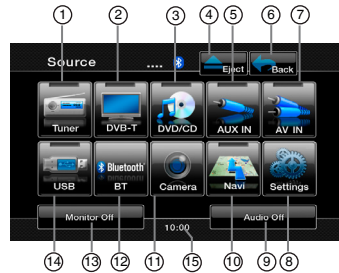 ① ② ③ ④ ⑤ ⑥ ⑦
Source .... Eject Back
Tuner DVB-T DVD/CD AUX IN AV IN
Bluetooth
USB BT Camera Navi Settings
Monitor Off 10:00 Audio Off
⑭ ⑬ ⑫ ⑪ ⑮ ⑩ ⑨ ⑧